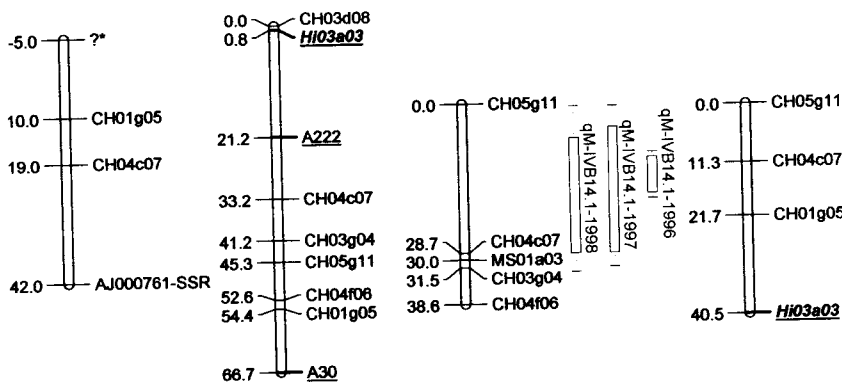 -5.0 ?*
10.0 CH01g05
19.0 CH04c07
42.0 AJ000761-SSR
0.0 CH03d08
0.8 Hi03a03
21.2 A222
33.2 CH04c07
41.2 CH03g04
45.3 CH05g11
52.6 CH04f06
54.4 CH01g05
66.7 A30
0.0 CH05g11
28.7 CH04c07
30.0 MS01a03
31.5 CH03g04
38.6 CH04f06
qM-IVB14.1-1998
qM-IVB14.1-1997
qM-IVB14.1-1996
0.0 CH05g11
11.3 CH04c07
21.7 CH01g05
40.5 Hi03a03